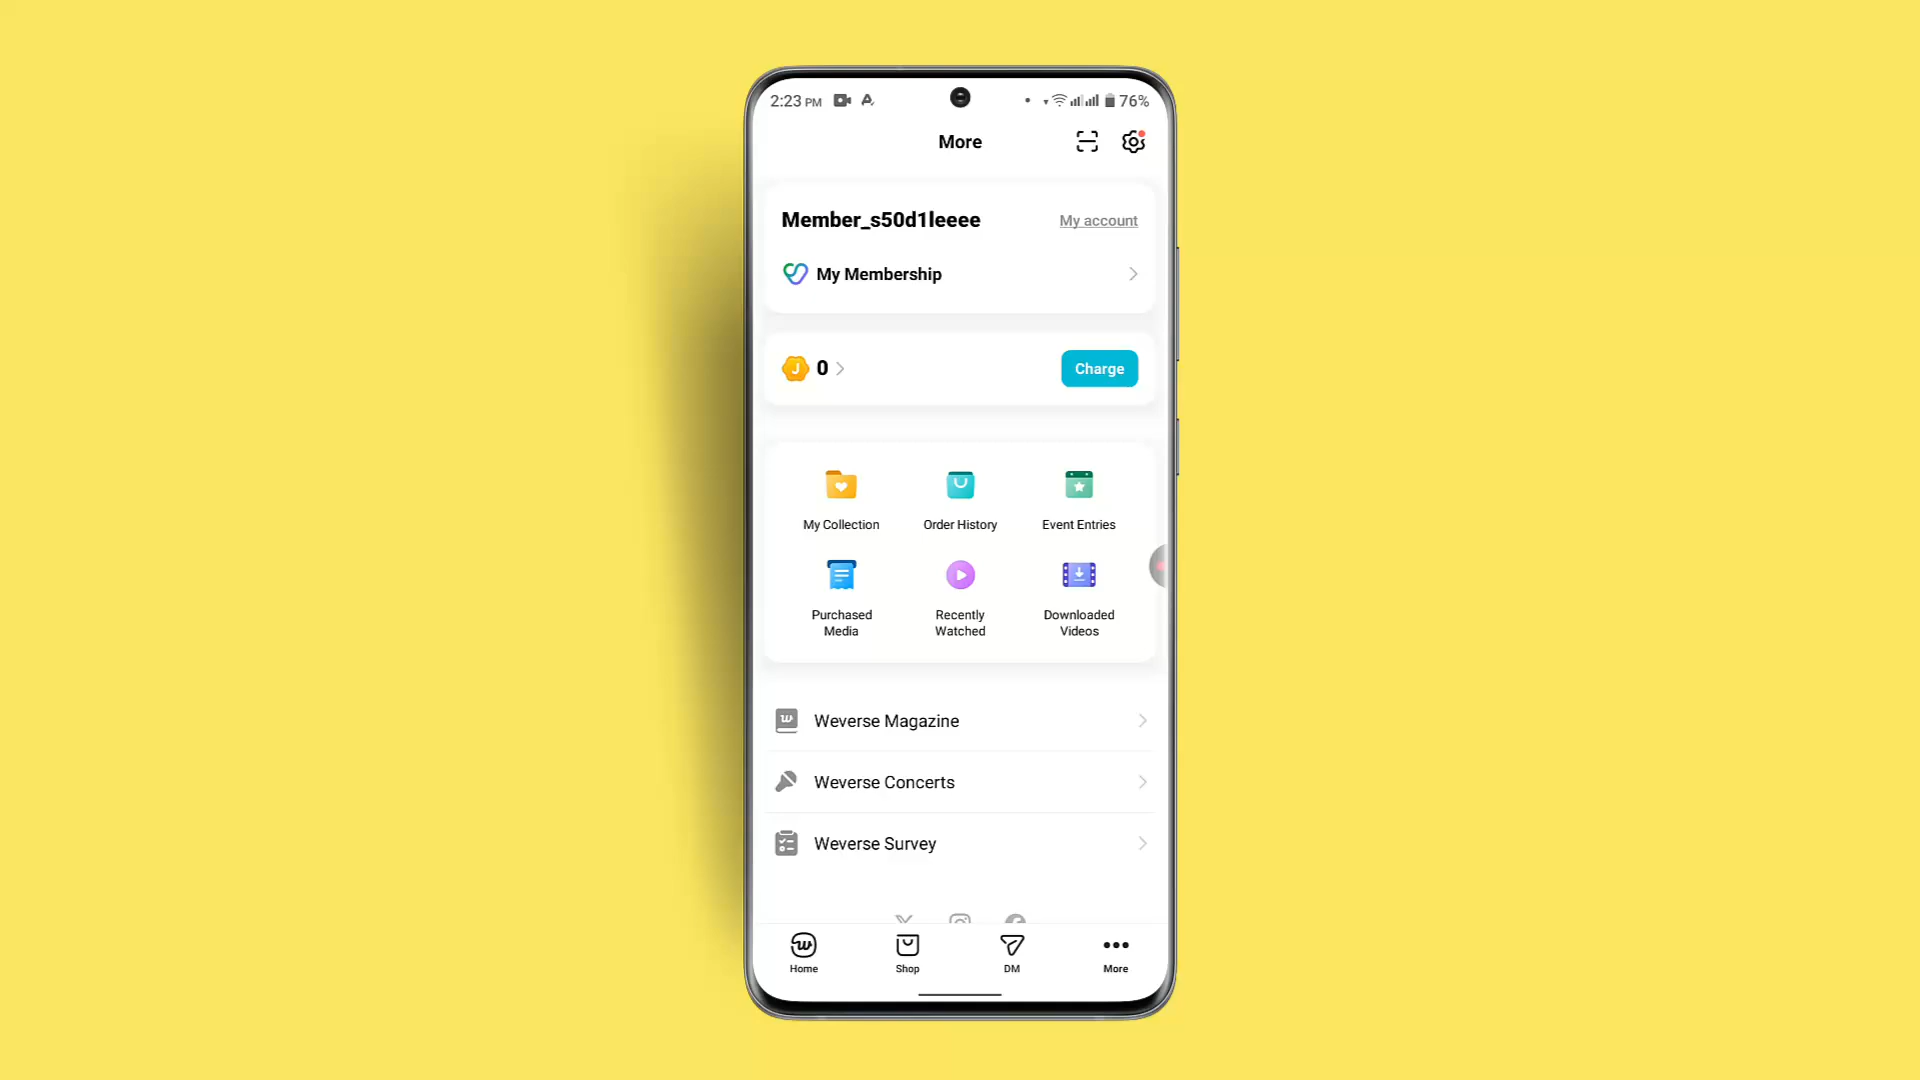 2:23 PM 76%
More
Member_s50d1leeee My account
My Membership
J 0 Charge
My Collection Order History Event Entries
Purchased Media Recently Watched Downloaded Videos
w Weverse Magazine
Weverse Concerts
Weverse Survey
w
Home Shop DM More